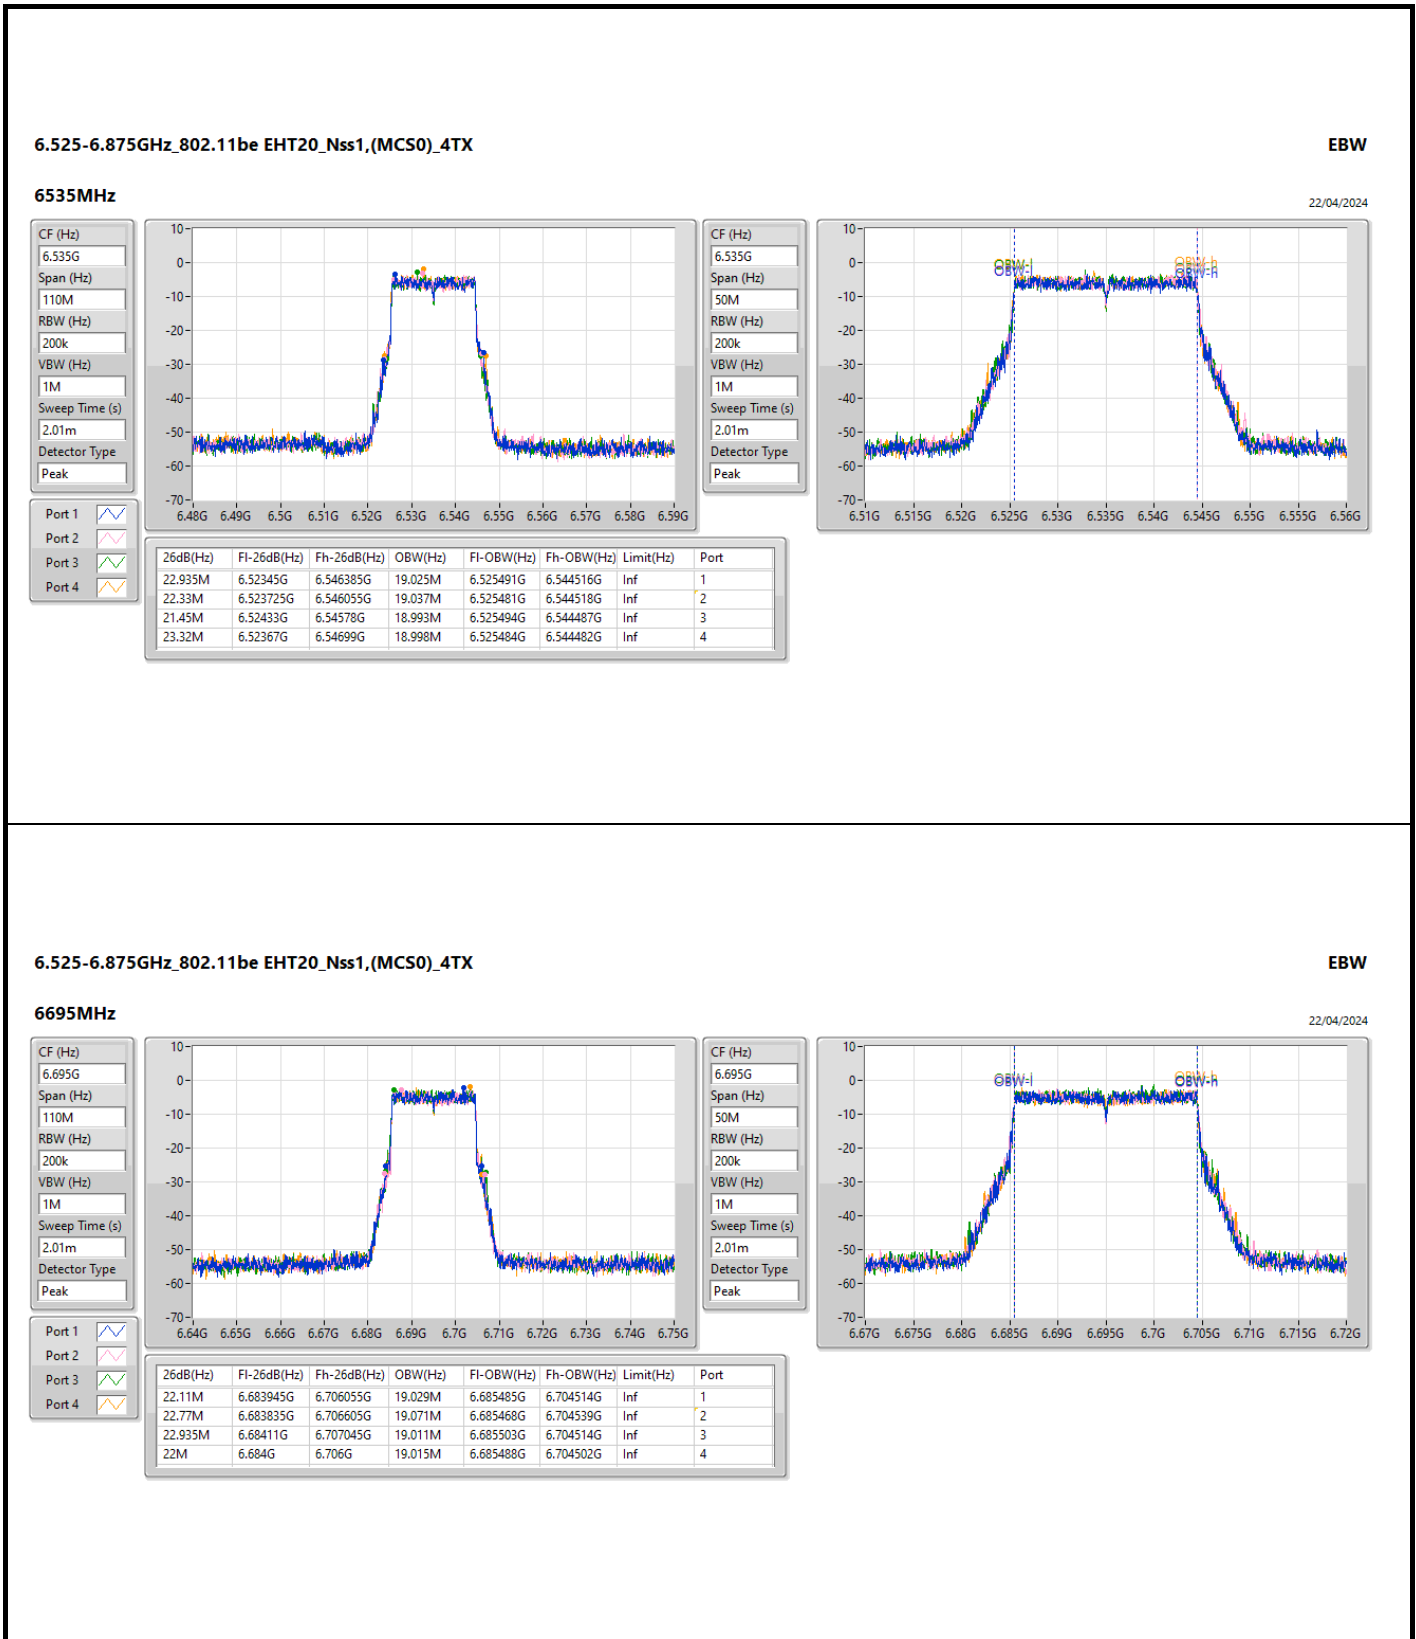 6.525-6.875GHz_802.11be EHT20_Nss1,(MCS0)_4TX EBW
6535MHz 22/04/2024
CF (Hz)
6.535G
Span (Hz)
110M
RBW (Hz)
200k
VBW (Hz)
1M
Sweep Time (s)
2.01m
Detector Type
Peak
10
0
-10
-20
-30
-40
-50
-60
-70
6.48G 6.49G 6.5G 6.51G 6.52G 6.53G 6.54G 6.55G 6.56G 6.57G 6.58G 6.59G
CF (Hz)
6.535G
Span (Hz)
50M
RBW (Hz)
200k
VBW (Hz)
1M
Sweep Time (s)
2.01m
Detector Type
Peak
10
0
-10
-20
-30
-40
-50
-60
-70
OBW-l OBW-h
6.51G 6.515G 6.52G 6.525G 6.53G 6.535G 6.54G 6.545G 6.55G 6.555G 6.56G
Port 1
Port 2
Port 3
Port 4
26dB(Hz) Fl-26dB(Hz) Fh-26dB(Hz) OBW(Hz) Fl-OBW(Hz) Fh-OBW(Hz) Limit(Hz) Port
22.935M 6.52345G 6.546385G 19.025M 6.525491G 6.544516G Inf 1
22.33M 6.523725G 6.546055G 19.037M 6.525481G 6.544518G Inf 2
21.45M 6.52433G 6.54578G 18.993M 6.525494G 6.544487G Inf 3
23.32M 6.52367G 6.54699G 18.998M 6.525484G 6.544482G Inf 4
6.525-6.875GHz_802.11be EHT20_Nss1,(MCS0)_4TX EBW
6695MHz 22/04/2024
CF (Hz)
6.695G
Span (Hz)
110M
RBW (Hz)
200k
VBW (Hz)
1M
Sweep Time (s)
2.01m
Detector Type
Peak
10
0
-10
-20
-30
-40
-50
-60
-70
6.64G 6.65G 6.66G 6.67G 6.68G 6.69G 6.7G 6.71G 6.72G 6.73G 6.74G 6.75G
CF (Hz)
6.695G
Span (Hz)
50M
RBW (Hz)
200k
VBW (Hz)
1M
Sweep Time (s)
2.01m
Detector Type
Peak
10
0
-10
-20
-30
-40
-50
-60
-70
OBW-l OBW-h
6.67G 6.675G 6.68G 6.685G 6.69G 6.695G 6.7G 6.705G 6.71G 6.715G 6.72G
Port 1
Port 2
Port 3
Port 4
26dB(Hz) Fl-26dB(Hz) Fh-26dB(Hz) OBW(Hz) Fl-OBW(Hz) Fh-OBW(Hz) Limit(Hz) Port
22.11M 6.683945G 6.706055G 19.029M 6.685485G 6.704514G Inf 1
22.77M 6.683835G 6.706605G 19.071M 6.685468G 6.704539G Inf 2
22.935M 6.68411G 6.707045G 19.011M 6.685503G 6.704514G Inf 3
22M 6.684G 6.706G 19.015M 6.685488G 6.704502G Inf 4